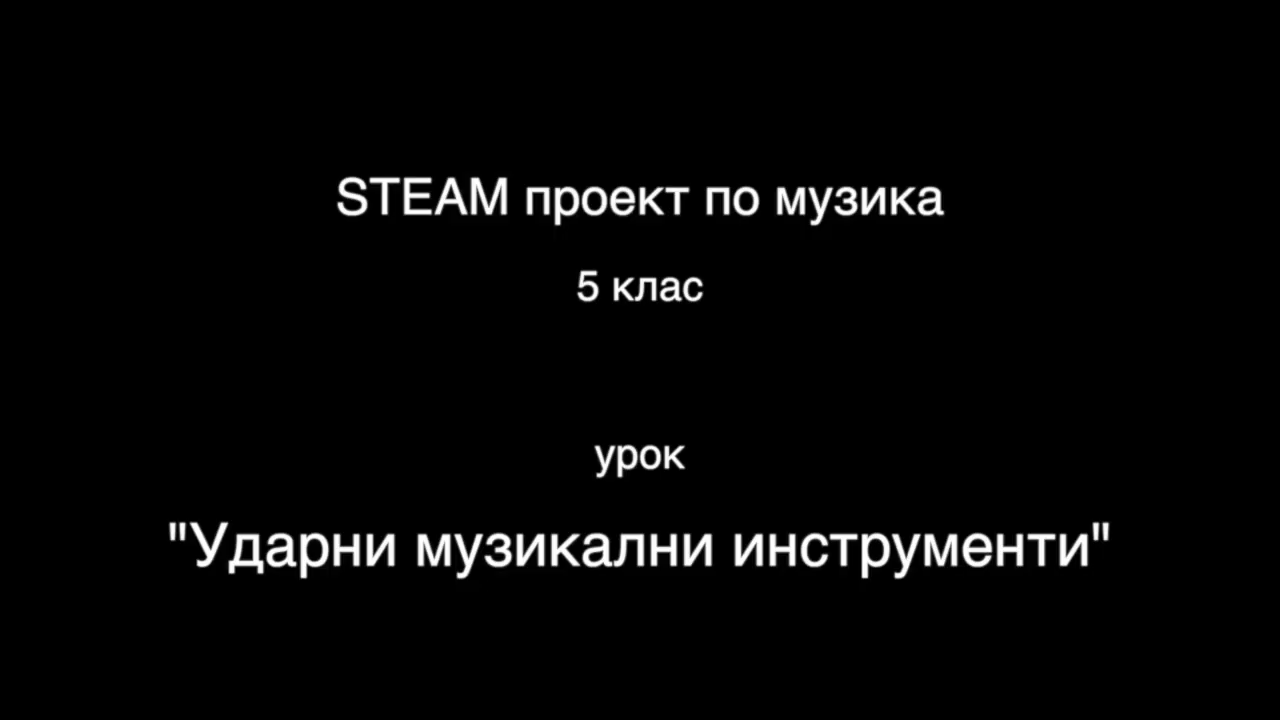 STEAM проект по музика
5 клас
урок
"Ударни музикални инструменти"